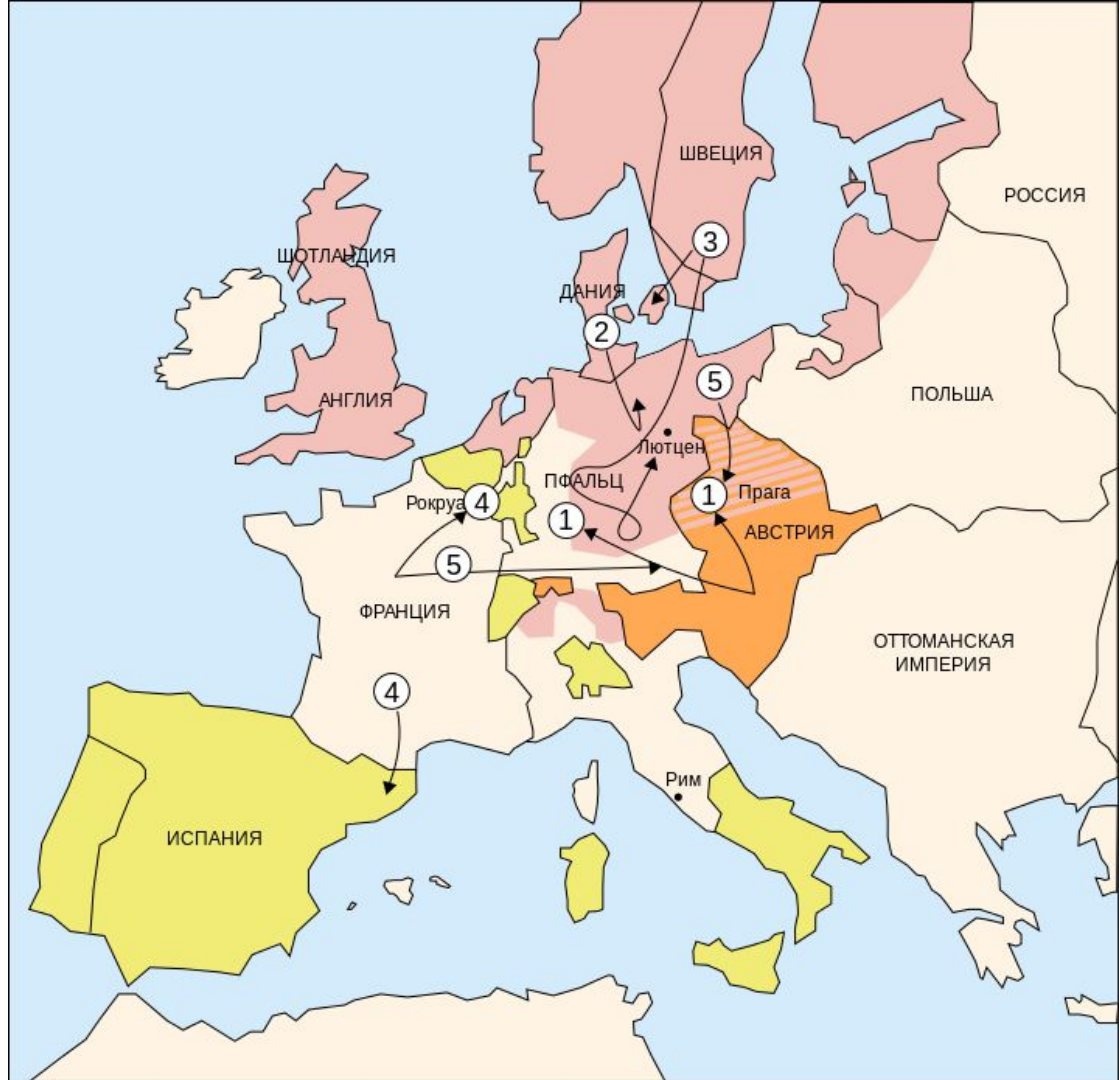 ШВЕЦИЯ
РОССИЯ
3
ШОТЛАНДИЯ
ДАНИЯ
2
5
ПОЛЬША
АНГЛИЯ
Лютцен
ПФАЛЬЦ
Рокруа
4
1
Прага
1
АВСТРИЯ
5
ФРАНЦИЯ
ОТТОМАНСКАЯ
ИМПЕРИЯ
4
Рим
ИСПАНИЯ